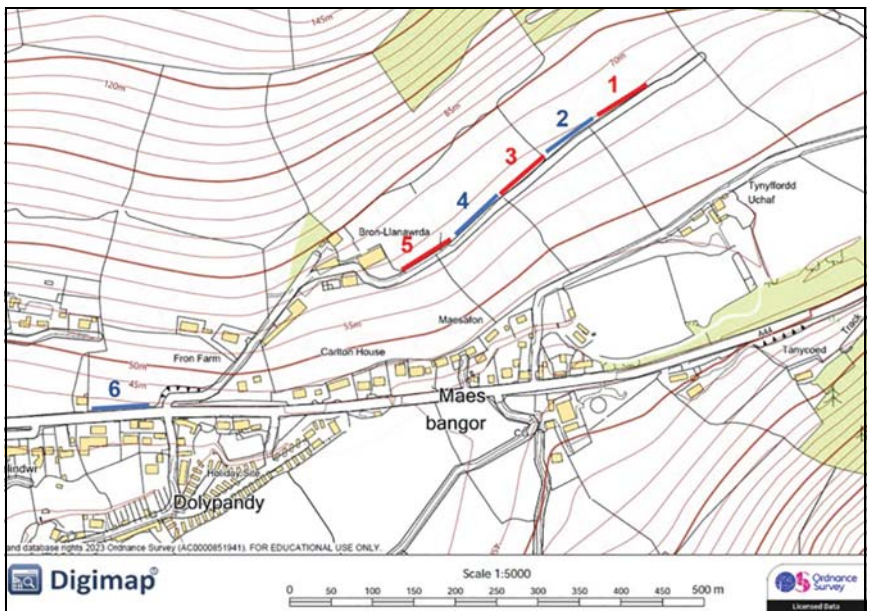 145m
120m
70m
85m
1
2
3
4
5
Bron-Llanawrda
Tynyffordd
Uchaf
Maesafon
55m
Fron Farm
50m
45m
Carlton House
A44
Track
Tanycoed
6
Maes
bangor
Holiday Site
lindwr
Dolypandy
45m
and database rights 2023 Ordnance Survey (AC0000851941). FOR EDUCATIONAL USE ONLY.
Digimap®
Scale 1:5000
0 50 100 150 200 250 300 350 400 450 500 m
Ordnance
Survey
Licensed Data